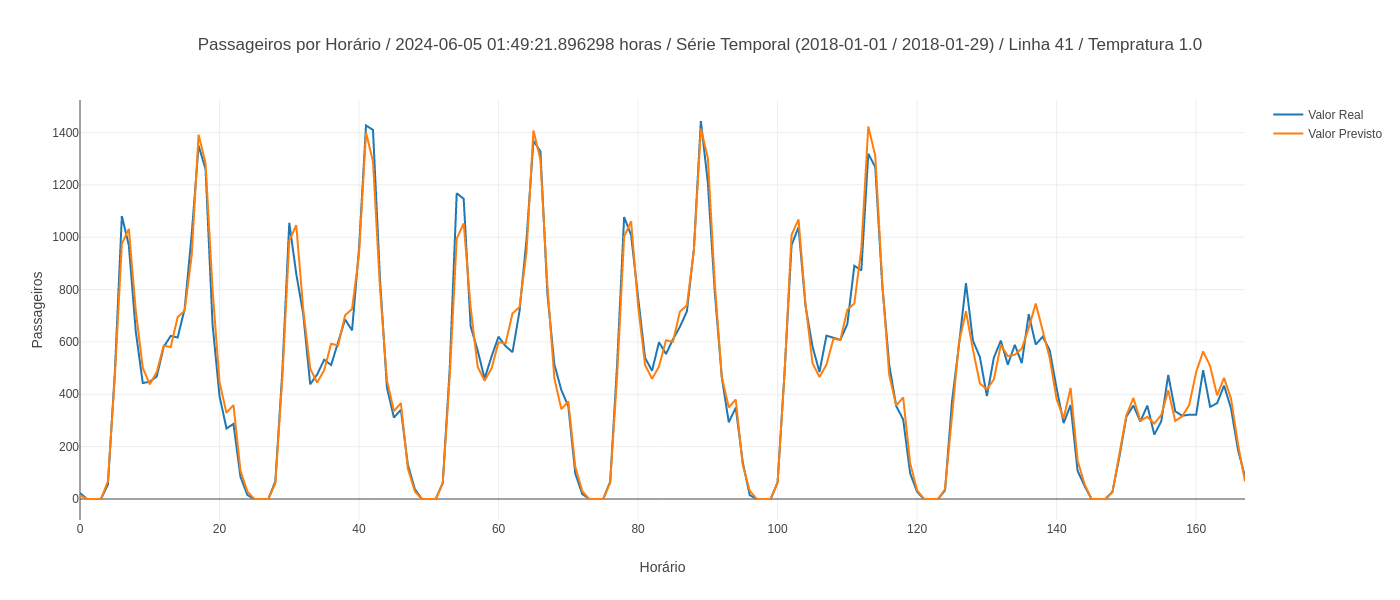 Passageiros por Horário / 2024-06-05 01:49:21.896298 horas / Série Temporal (2018-01-01 / 2018-01-29) / Linha 41 / Tempratura 1.0
Valor Real
Valor Previsto
Passageiros
1400
1200
1000
800
600
400
200
0
0 20 40 60 80 100 120 140 160
Horário